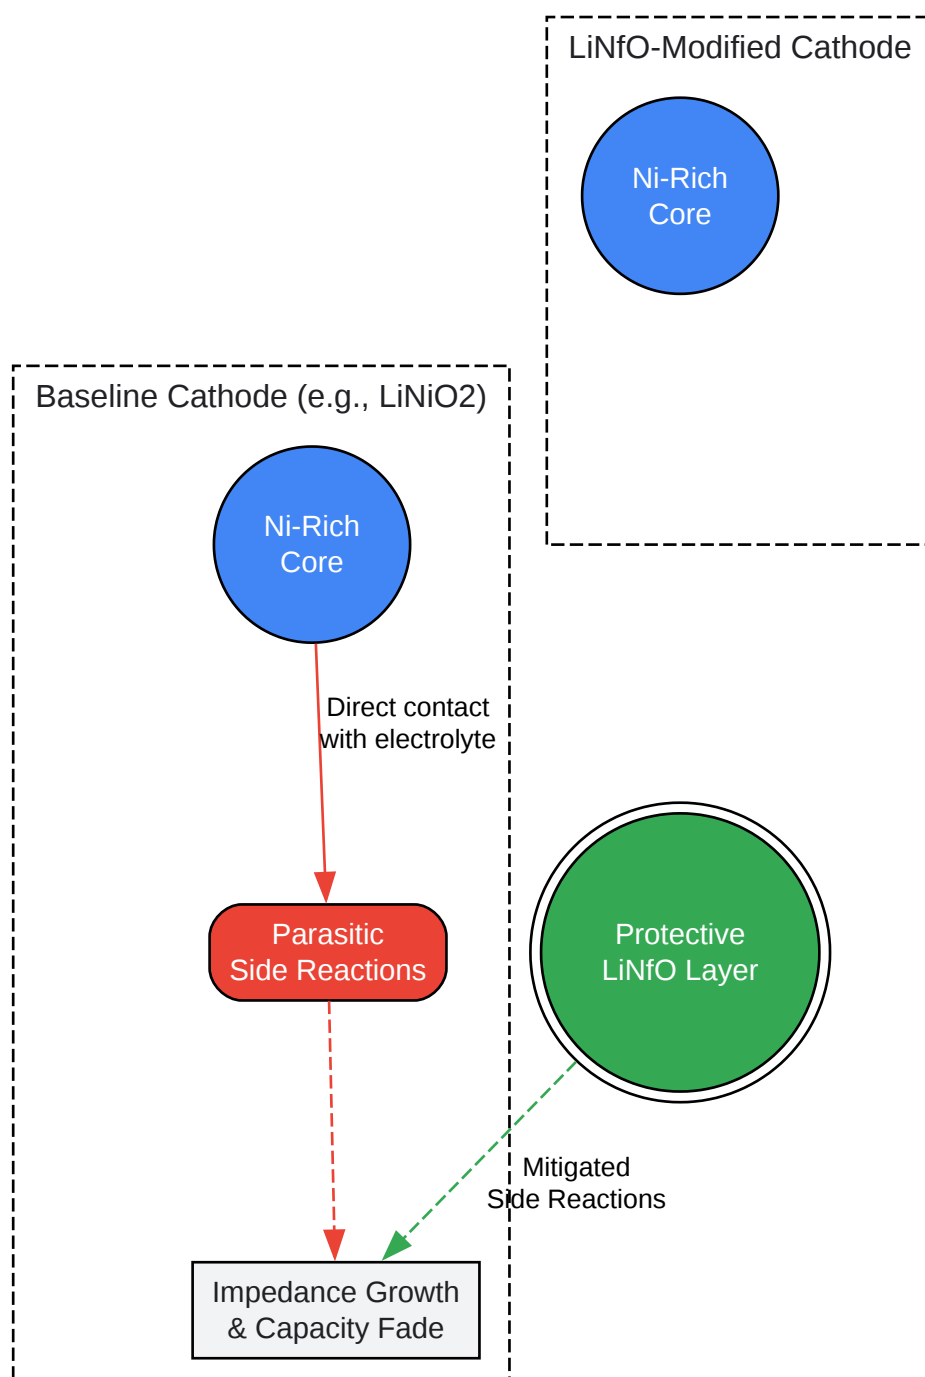 LiNfO-Modified Cathode
Ni-Rich
Core
Baseline Cathode (e.g., LiNiO2)
Ni-Rich
Core
Direct contact
with electrolyte
Parasitic
Side Reactions
Protective
LiNfO Layer
Mitigated
Side Reactions
Impedance Growth
& Capacity Fade